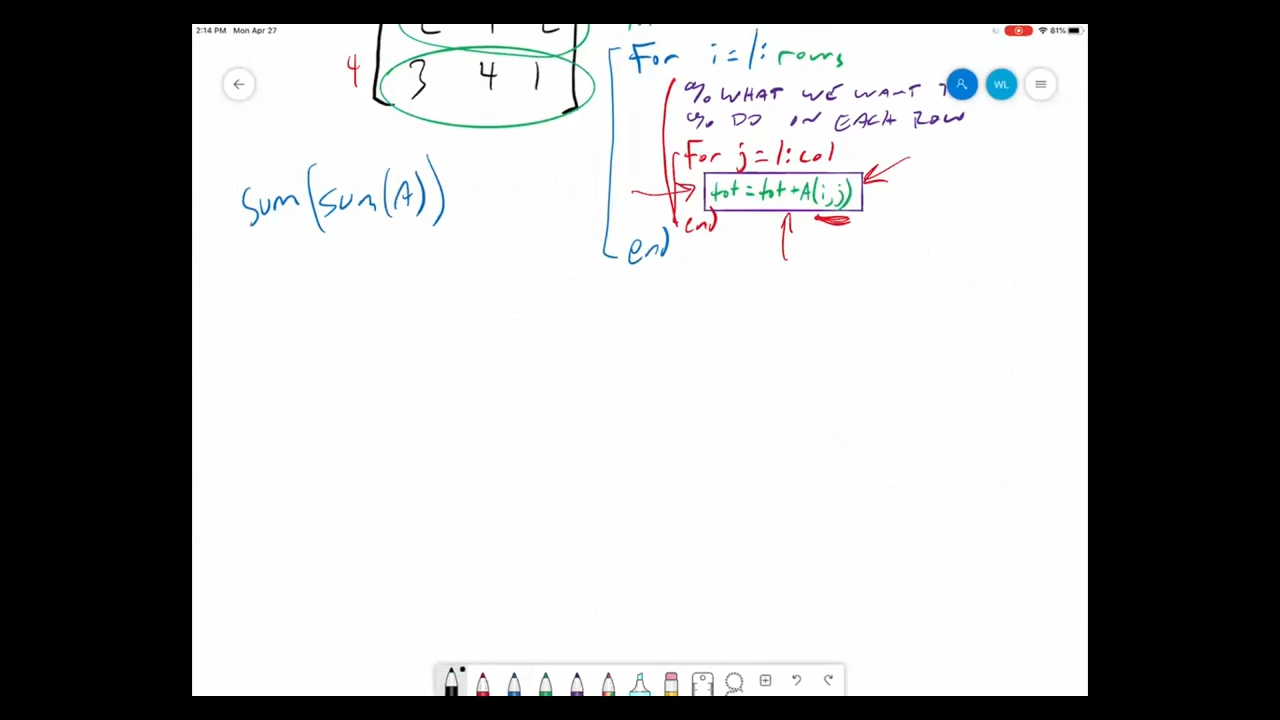 2:14 PM Mon Apr 27
81%
4
3 4 1
For i=1:rows
% WHAT WE WANT
% DO IN EACH ROW
For j=1:col
tot=tot+A(i,j)
end
end
sum(sum(A))
WL